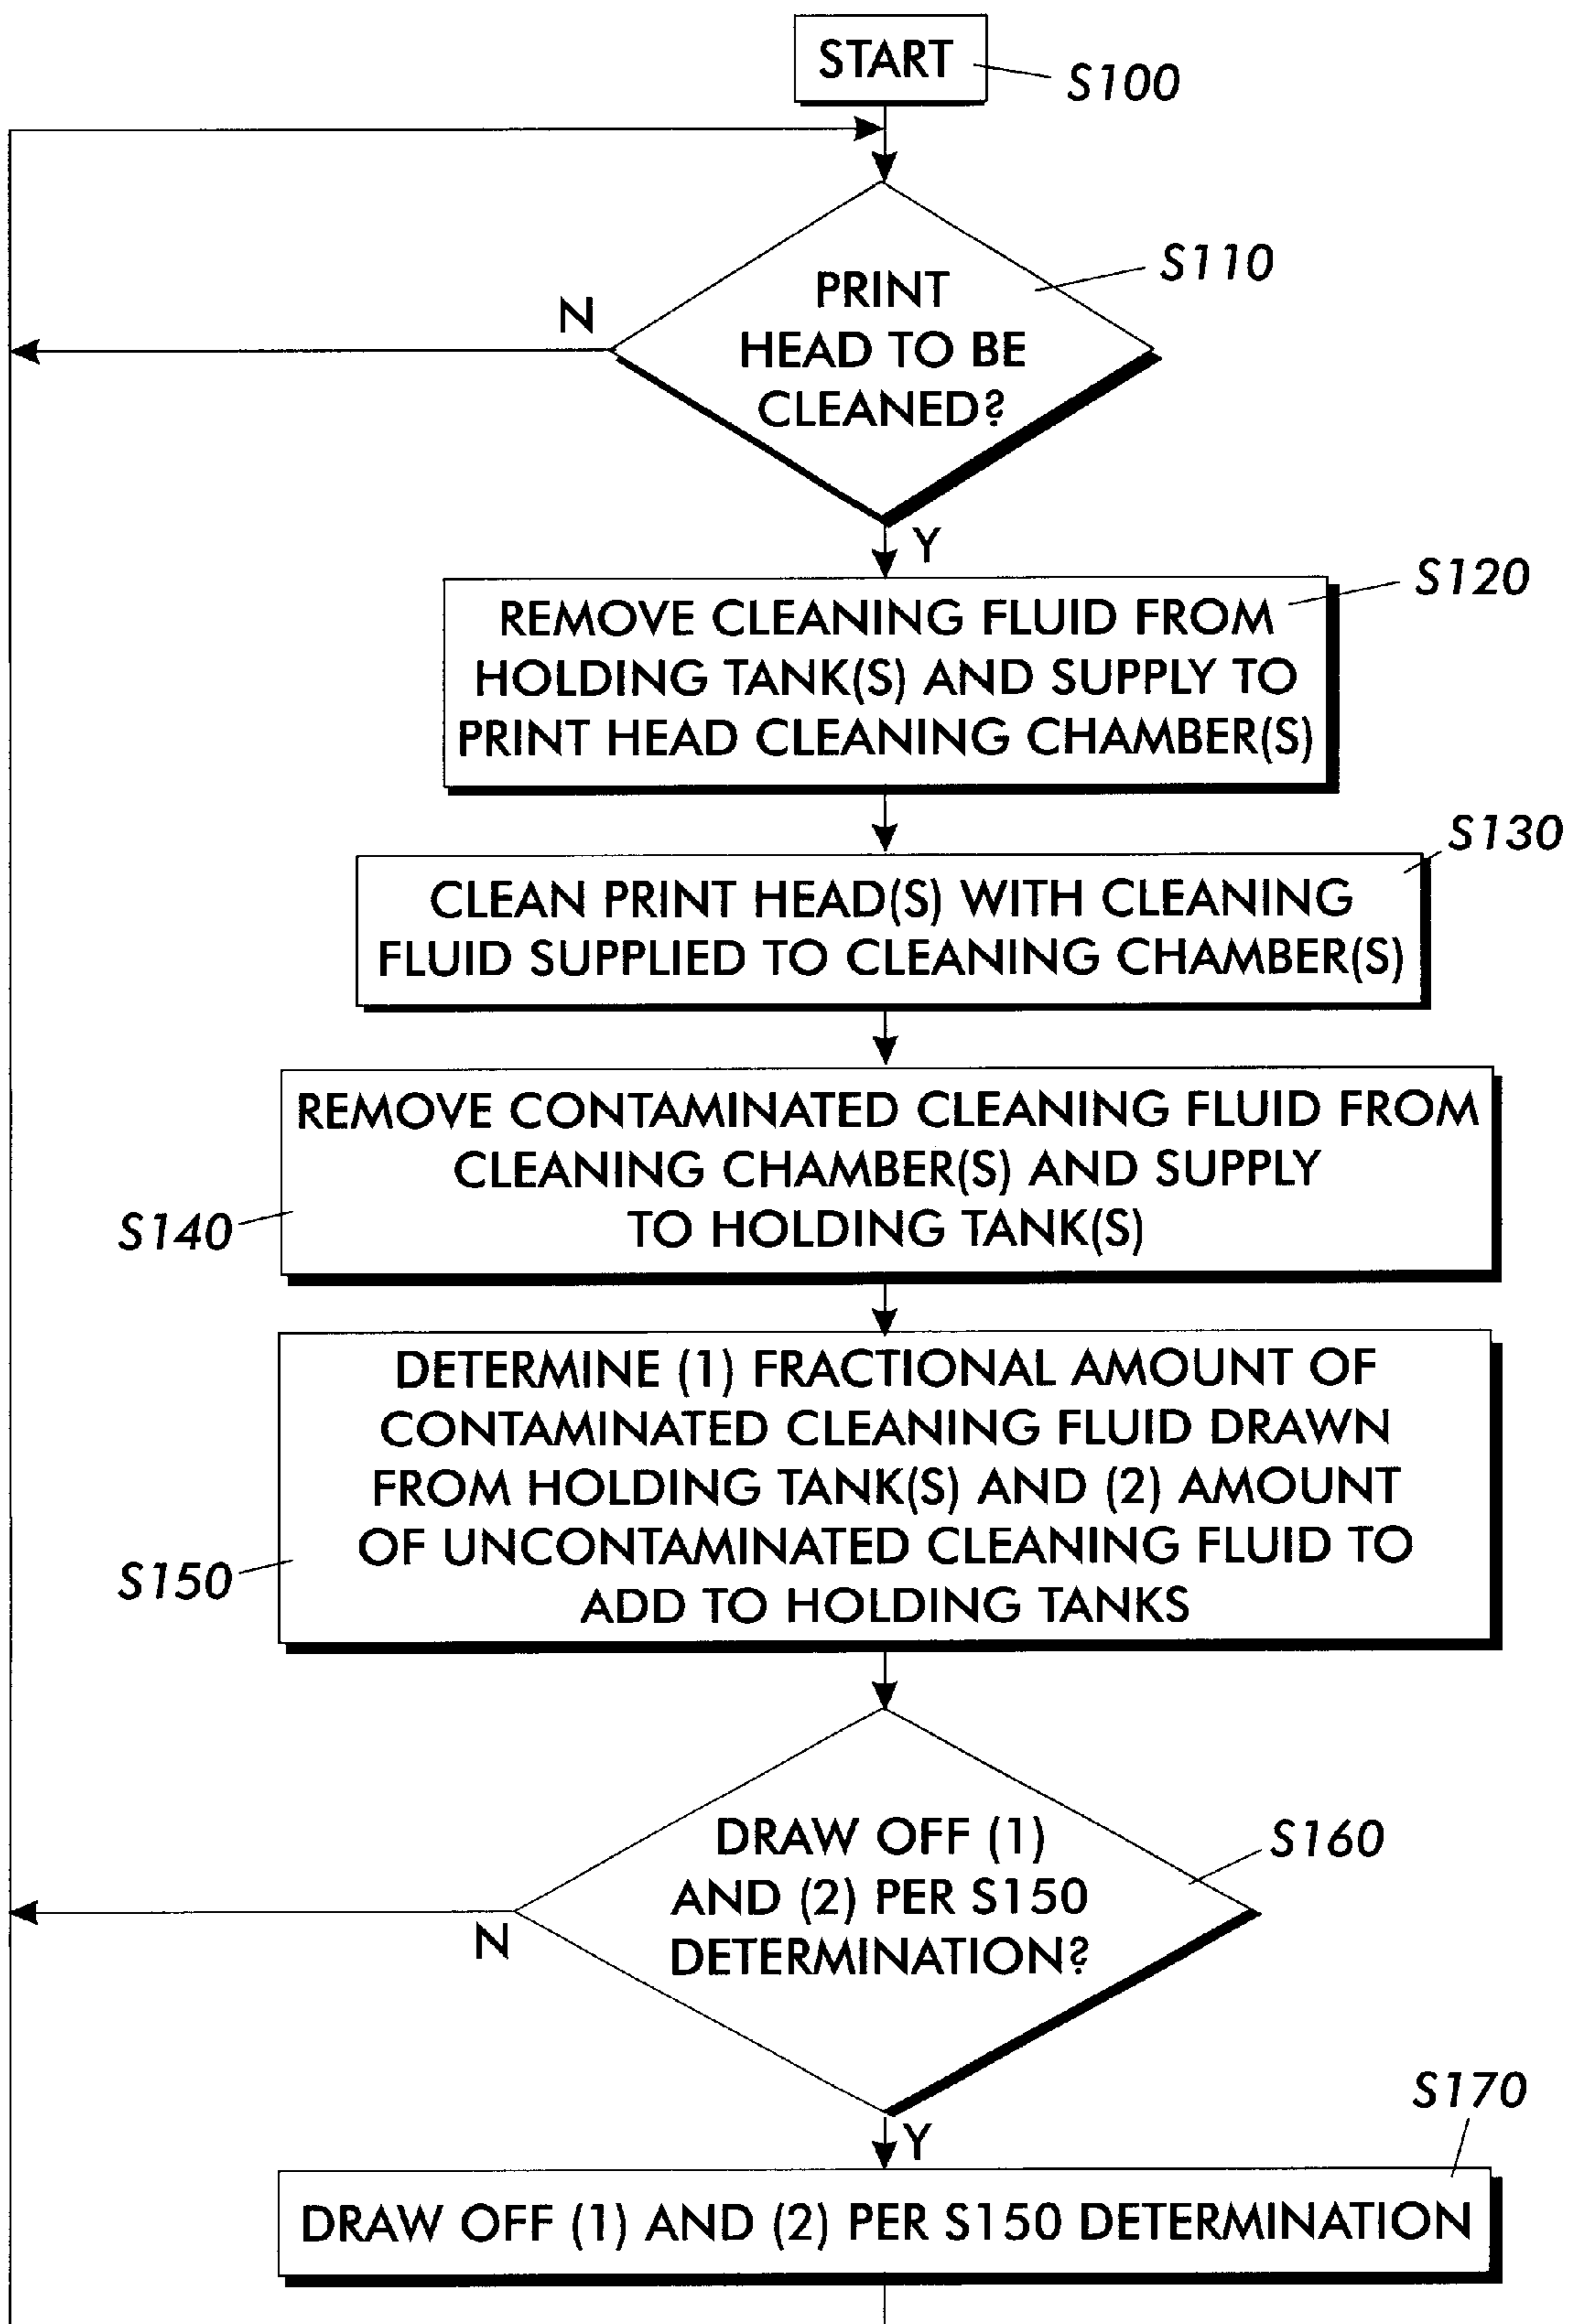 START
S100
S110
PRINT
HEAD TO BE
CLEANED?
N
Y
S120
REMOVE CLEANING FLUID FROM
HOLDING TANK(S) AND SUPPLY TO
PRINT HEAD CLEANING CHAMBER(S)
S130
CLEAN PRINT HEAD(S) WITH CLEANING
FLUID SUPPLIED TO CLEANING CHAMBER(S)
REMOVE CONTAMINATED CLEANING FLUID FROM
CLEANING CHAMBER(S) AND SUPPLY
TO HOLDING TANK(S)
S140
DETERMINE (1) FRACTIONAL AMOUNT OF
CONTAMINATED CLEANING FLUID DRAWN
FROM HOLDING TANK(S) AND (2) AMOUNT
OF UNCONTAMINATED CLEANING FLUID TO
ADD TO HOLDING TANKS
S150
DRAW OFF (1)
AND (2) PER S150
DETERMINATION?
S160
N
Y
S170
DRAW OFF (1) AND (2) PER S150 DETERMINATION